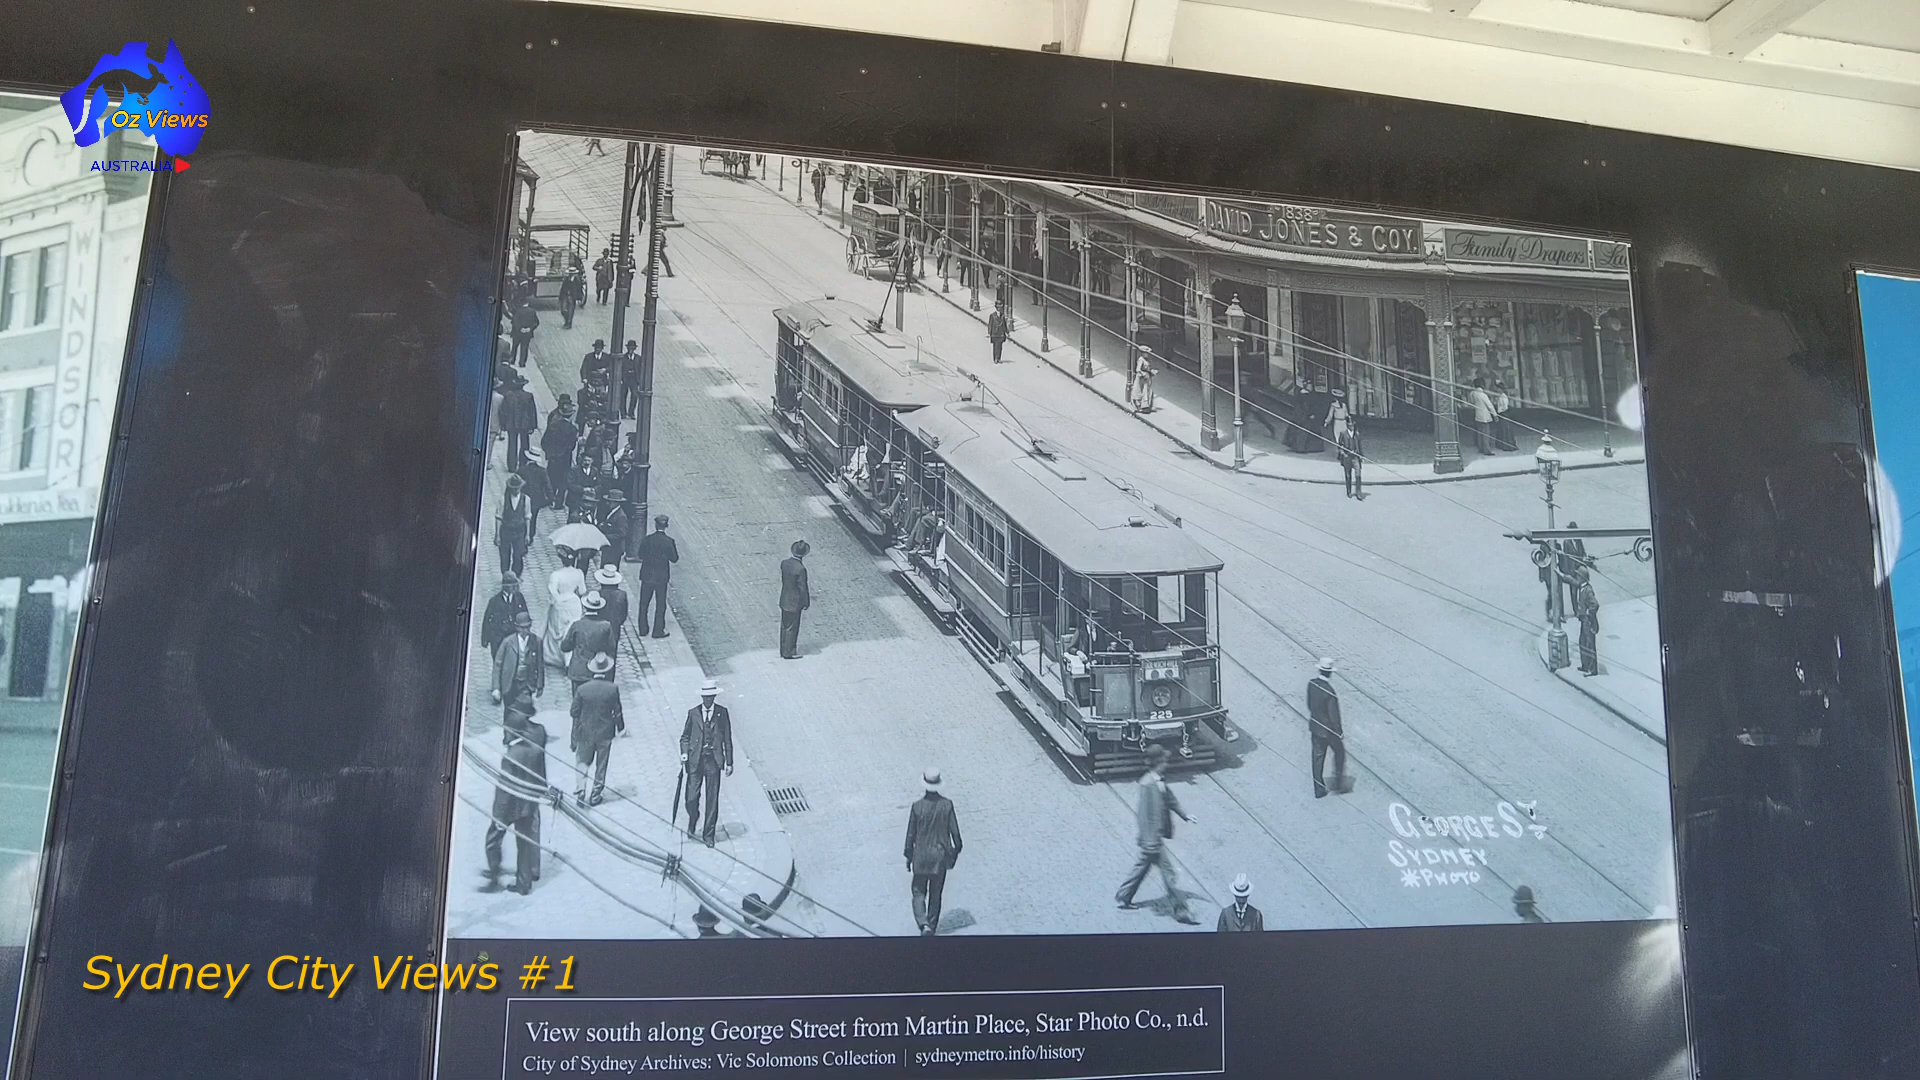 Oz Views
AUSTRALIA
WINDSOR
1838
DAVID JONES & COY.
Family Drapers
225
GEORGE ST
SYDNEY
*PHOTO
Sydney City Views #1
View south along George Street from Martin Place, Star Photo Co., n.d.
City of Sydney Archives: Vic Solomons Collection | sydneymetro.info/history